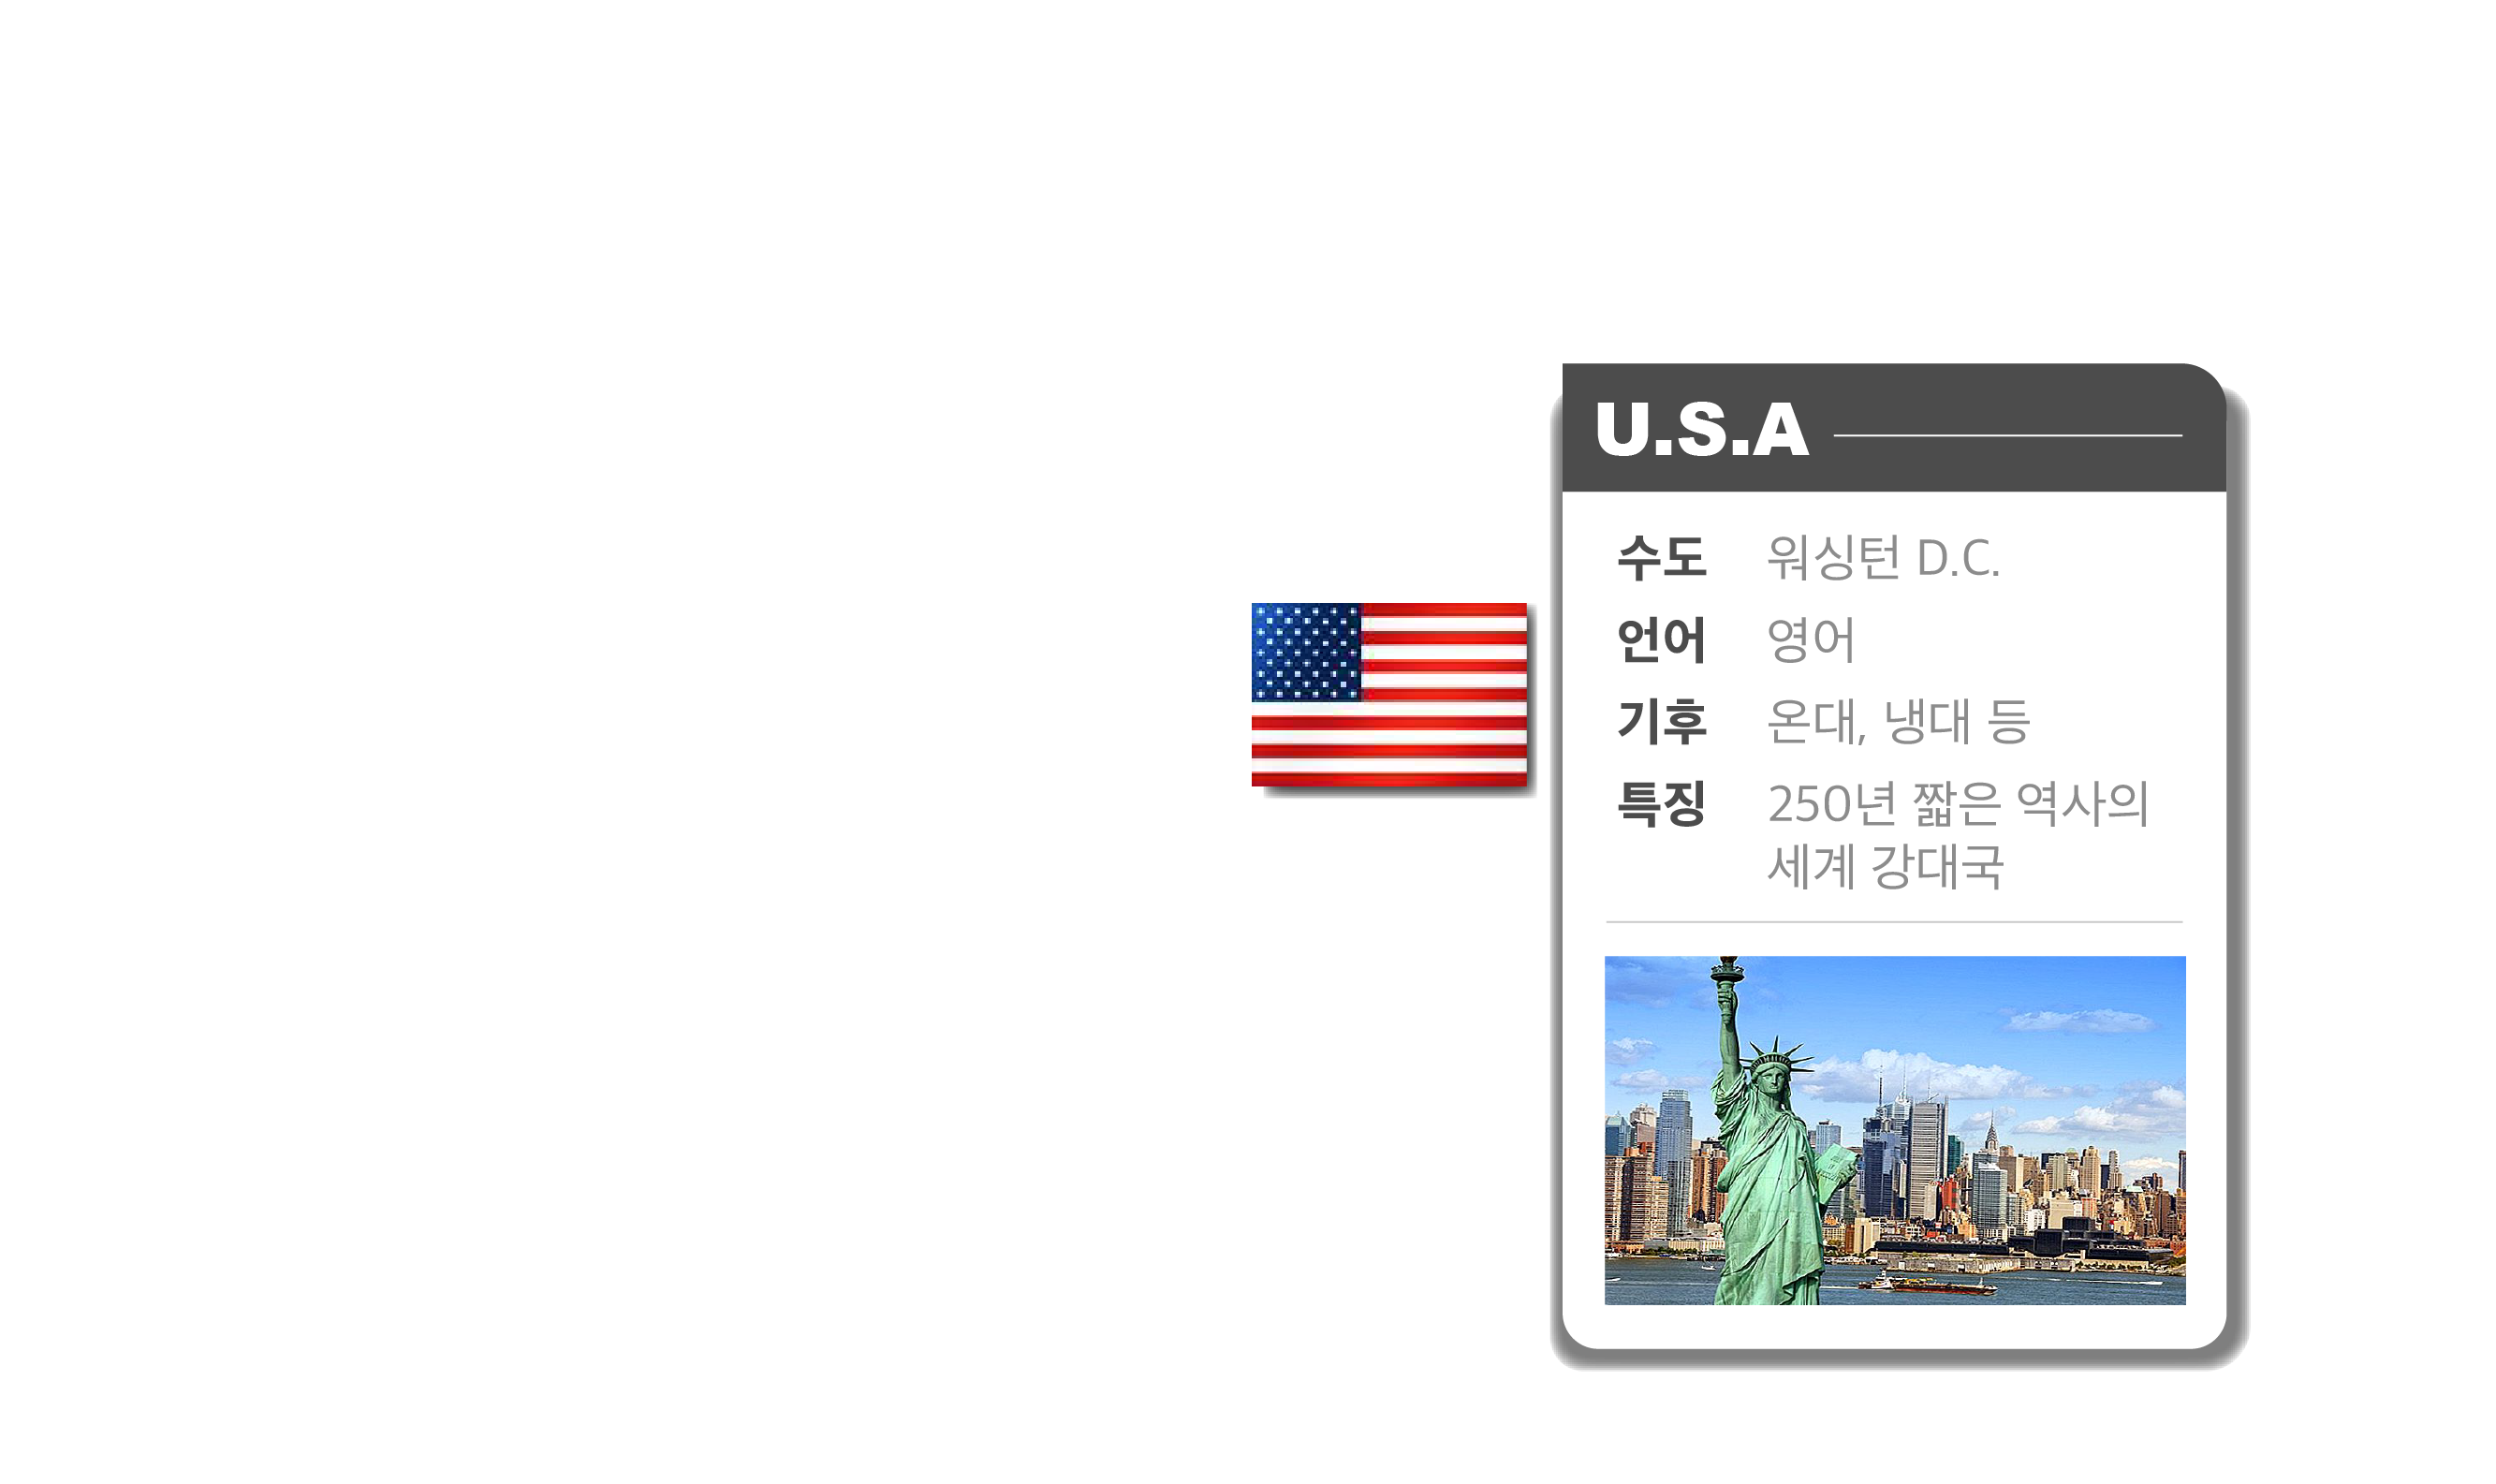 U.S.A
수도 워싱턴 D.C.
언어 영어
기후 온대, 냉대 등
특징 250년 짧은 역사의
세계 강대국